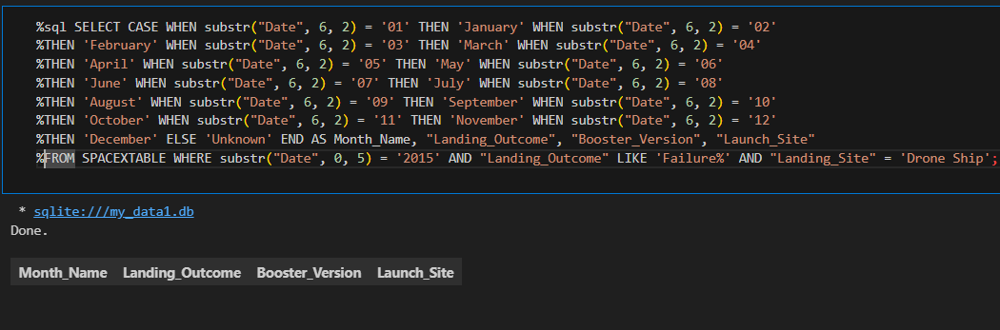 %sql SELECT CASE WHEN substr("Date", 6, 2) = '01' THEN 'January' WHEN substr("Date", 6, 2) = '02'
%THEN 'February' WHEN substr("Date", 6, 2) = '03' THEN 'March' WHEN substr("Date", 6, 2) = '04'
%THEN 'April' WHEN substr("Date", 6, 2) = '05' THEN 'May' WHEN substr("Date", 6, 2) = '06'
%THEN 'June' WHEN substr("Date", 6, 2) = '07' THEN 'July' WHEN substr("Date", 6, 2) = '08'
%THEN 'August' WHEN substr("Date", 6, 2) = '09' THEN 'September' WHEN substr("Date", 6, 2) = '10'
%THEN 'October' WHEN substr("Date", 6, 2) = '11' THEN 'November' WHEN substr("Date", 6, 2) = '12'
%THEN 'December' ELSE 'Unknown' END AS Month_Name, "Landing_Outcome", "Booster_Version", "Launch_Site"
%FROM SPACEXTABLE WHERE substr("Date", 0, 5) = '2015' AND "Landing_Outcome" LIKE 'Failure%' AND "Landing_Site" = 'Drone Ship';
* sqlite:///my_data1.db
Done.
Month_Name Landing_Outcome Booster_Version Launch_Site